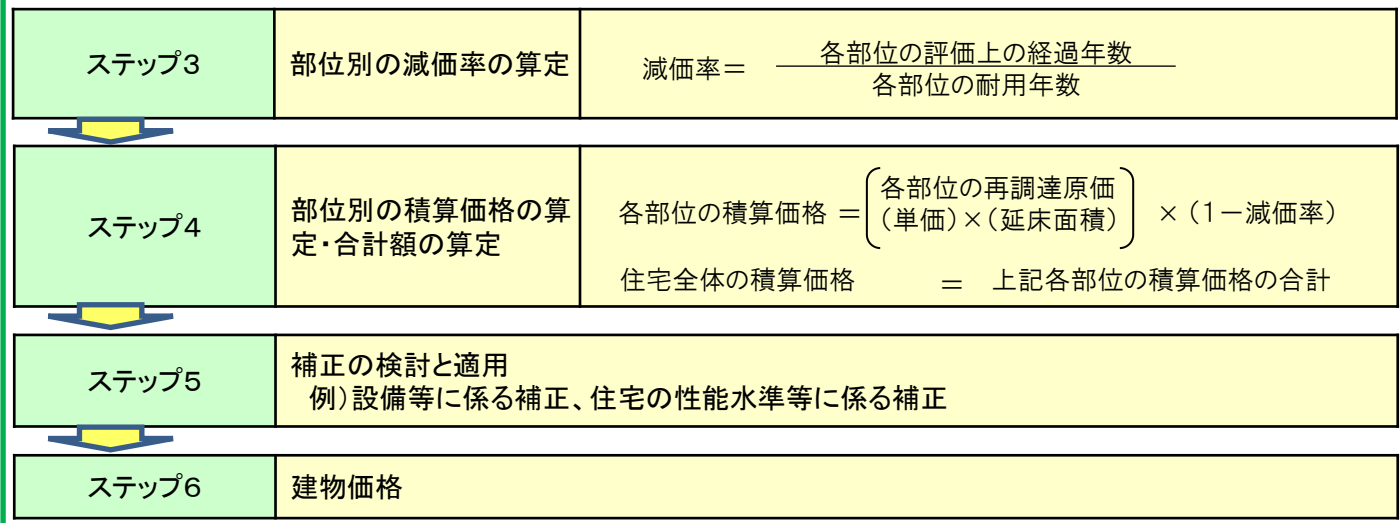 ステップ3
部位別の減価率の算定
減価率＝ 各部位の評価上の経過年数
各部位の耐用年数
ステップ4
部位別の積算価格の算
定・合計額の算定
各部位の積算価格 ＝ 各部位の再調達原価
(単価)×(延床面積) ×(1－減価率)
住宅全体の積算価格 ＝ 上記各部位の積算価格の合計
ステップ5
補正の検討と適用
例)設備等に係る補正、住宅の性能水準等に係る補正
ステップ6
建物価格